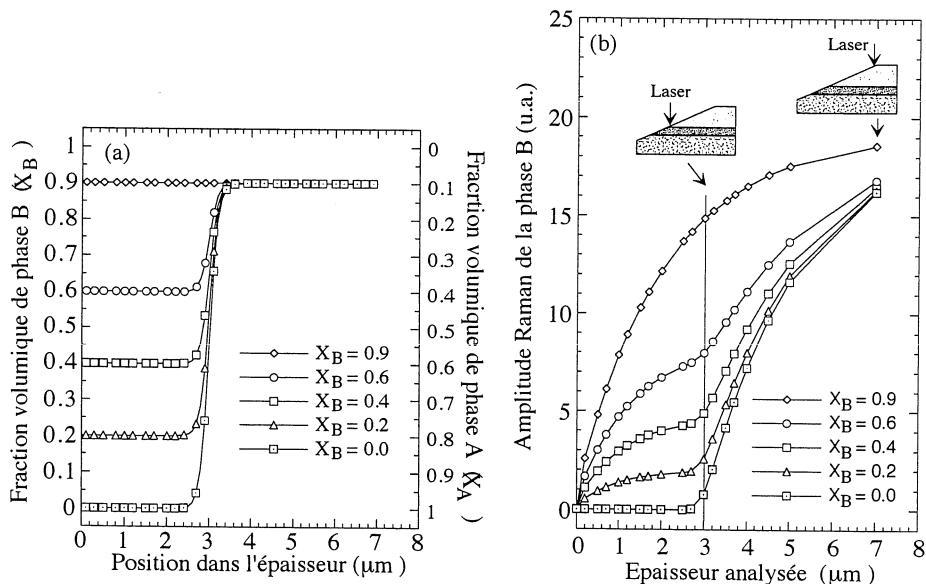 (a)
Fraction volumique de phase B (X_B)
1
0.9
0.8
0.7
0.6
0.5
0.4
0.3
0.2
0.1
0
0
0.1
0.2
0.3
0.4
0.5
0.6
0.7
0.8
0.9
1
Fracrtion volumique de phase A (X_A)
X_B = 0.9
X_B = 0.6
X_B = 0.4
X_B = 0.2
X_B = 0.0
0 1 2 3 4 5 6 7 8
Position dans l'épaisseur (µm)
(b)
Amplitude Raman de la phase B (u.a.)
25
20
15
10
5
0
Laser
Laser
X_B = 0.9
X_B = 0.6
X_B = 0.4
X_B = 0.2
X_B = 0.0
0 1 2 3 4 5 6 7 8
Epaisseur analysée (µm)